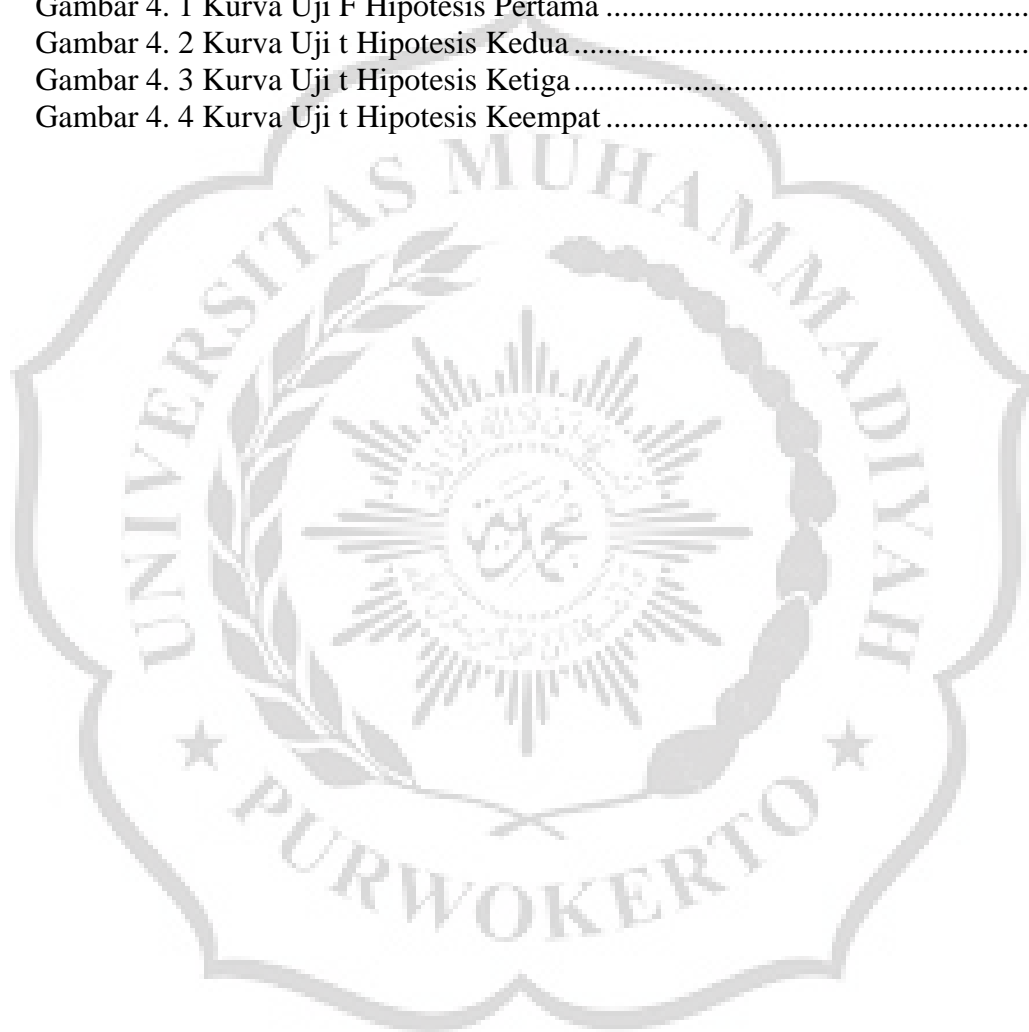 Gambar 4. 1 Kurva Uji F Hipotesis Pertama ....................................................
Gambar 4. 2 Kurva Uji t Hipotesis Kedua ........................................................
Gambar 4. 3 Kurva Uji t Hipotesis Ketiga ........................................................
Gambar 4. 4 Kurva Uji t Hipotesis Keempat ....................................................
UNIVERSITAS MUHAMMADIYAH
PURWOKERTO